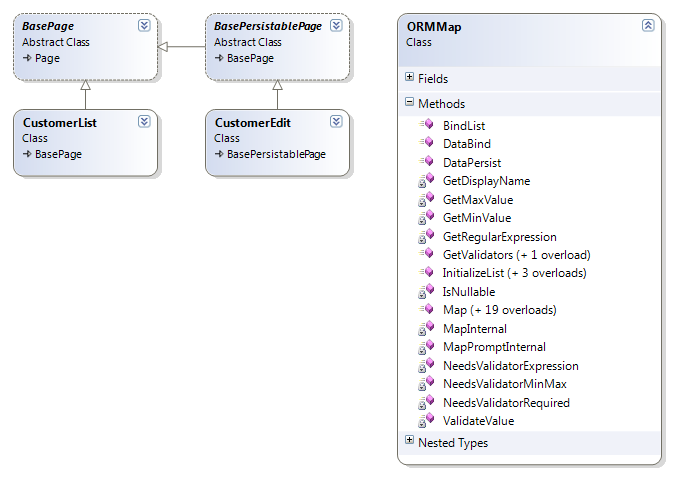 BasePage
Abstract Class
Page
BasePersistablePage
Abstract Class
BasePage
CustomerList
Class
BasePage
CustomerEdit
Class
BasePersistablePage
ORMMap
Class
Fields
Methods
BindList
DataBind
DataPersist
GetDisplayName
GetMaxValue
GetMinValue
GetRegularExpression
GetValidators (+ 1 overload)
InitializeList (+ 3 overloads)
IsNullable
Map (+ 19 overloads)
MapInternal
MapPromptInternal
NeedsValidatorExpression
NeedsValidatorMinMax
NeedsValidatorRequired
ValidateValue
Nested Types